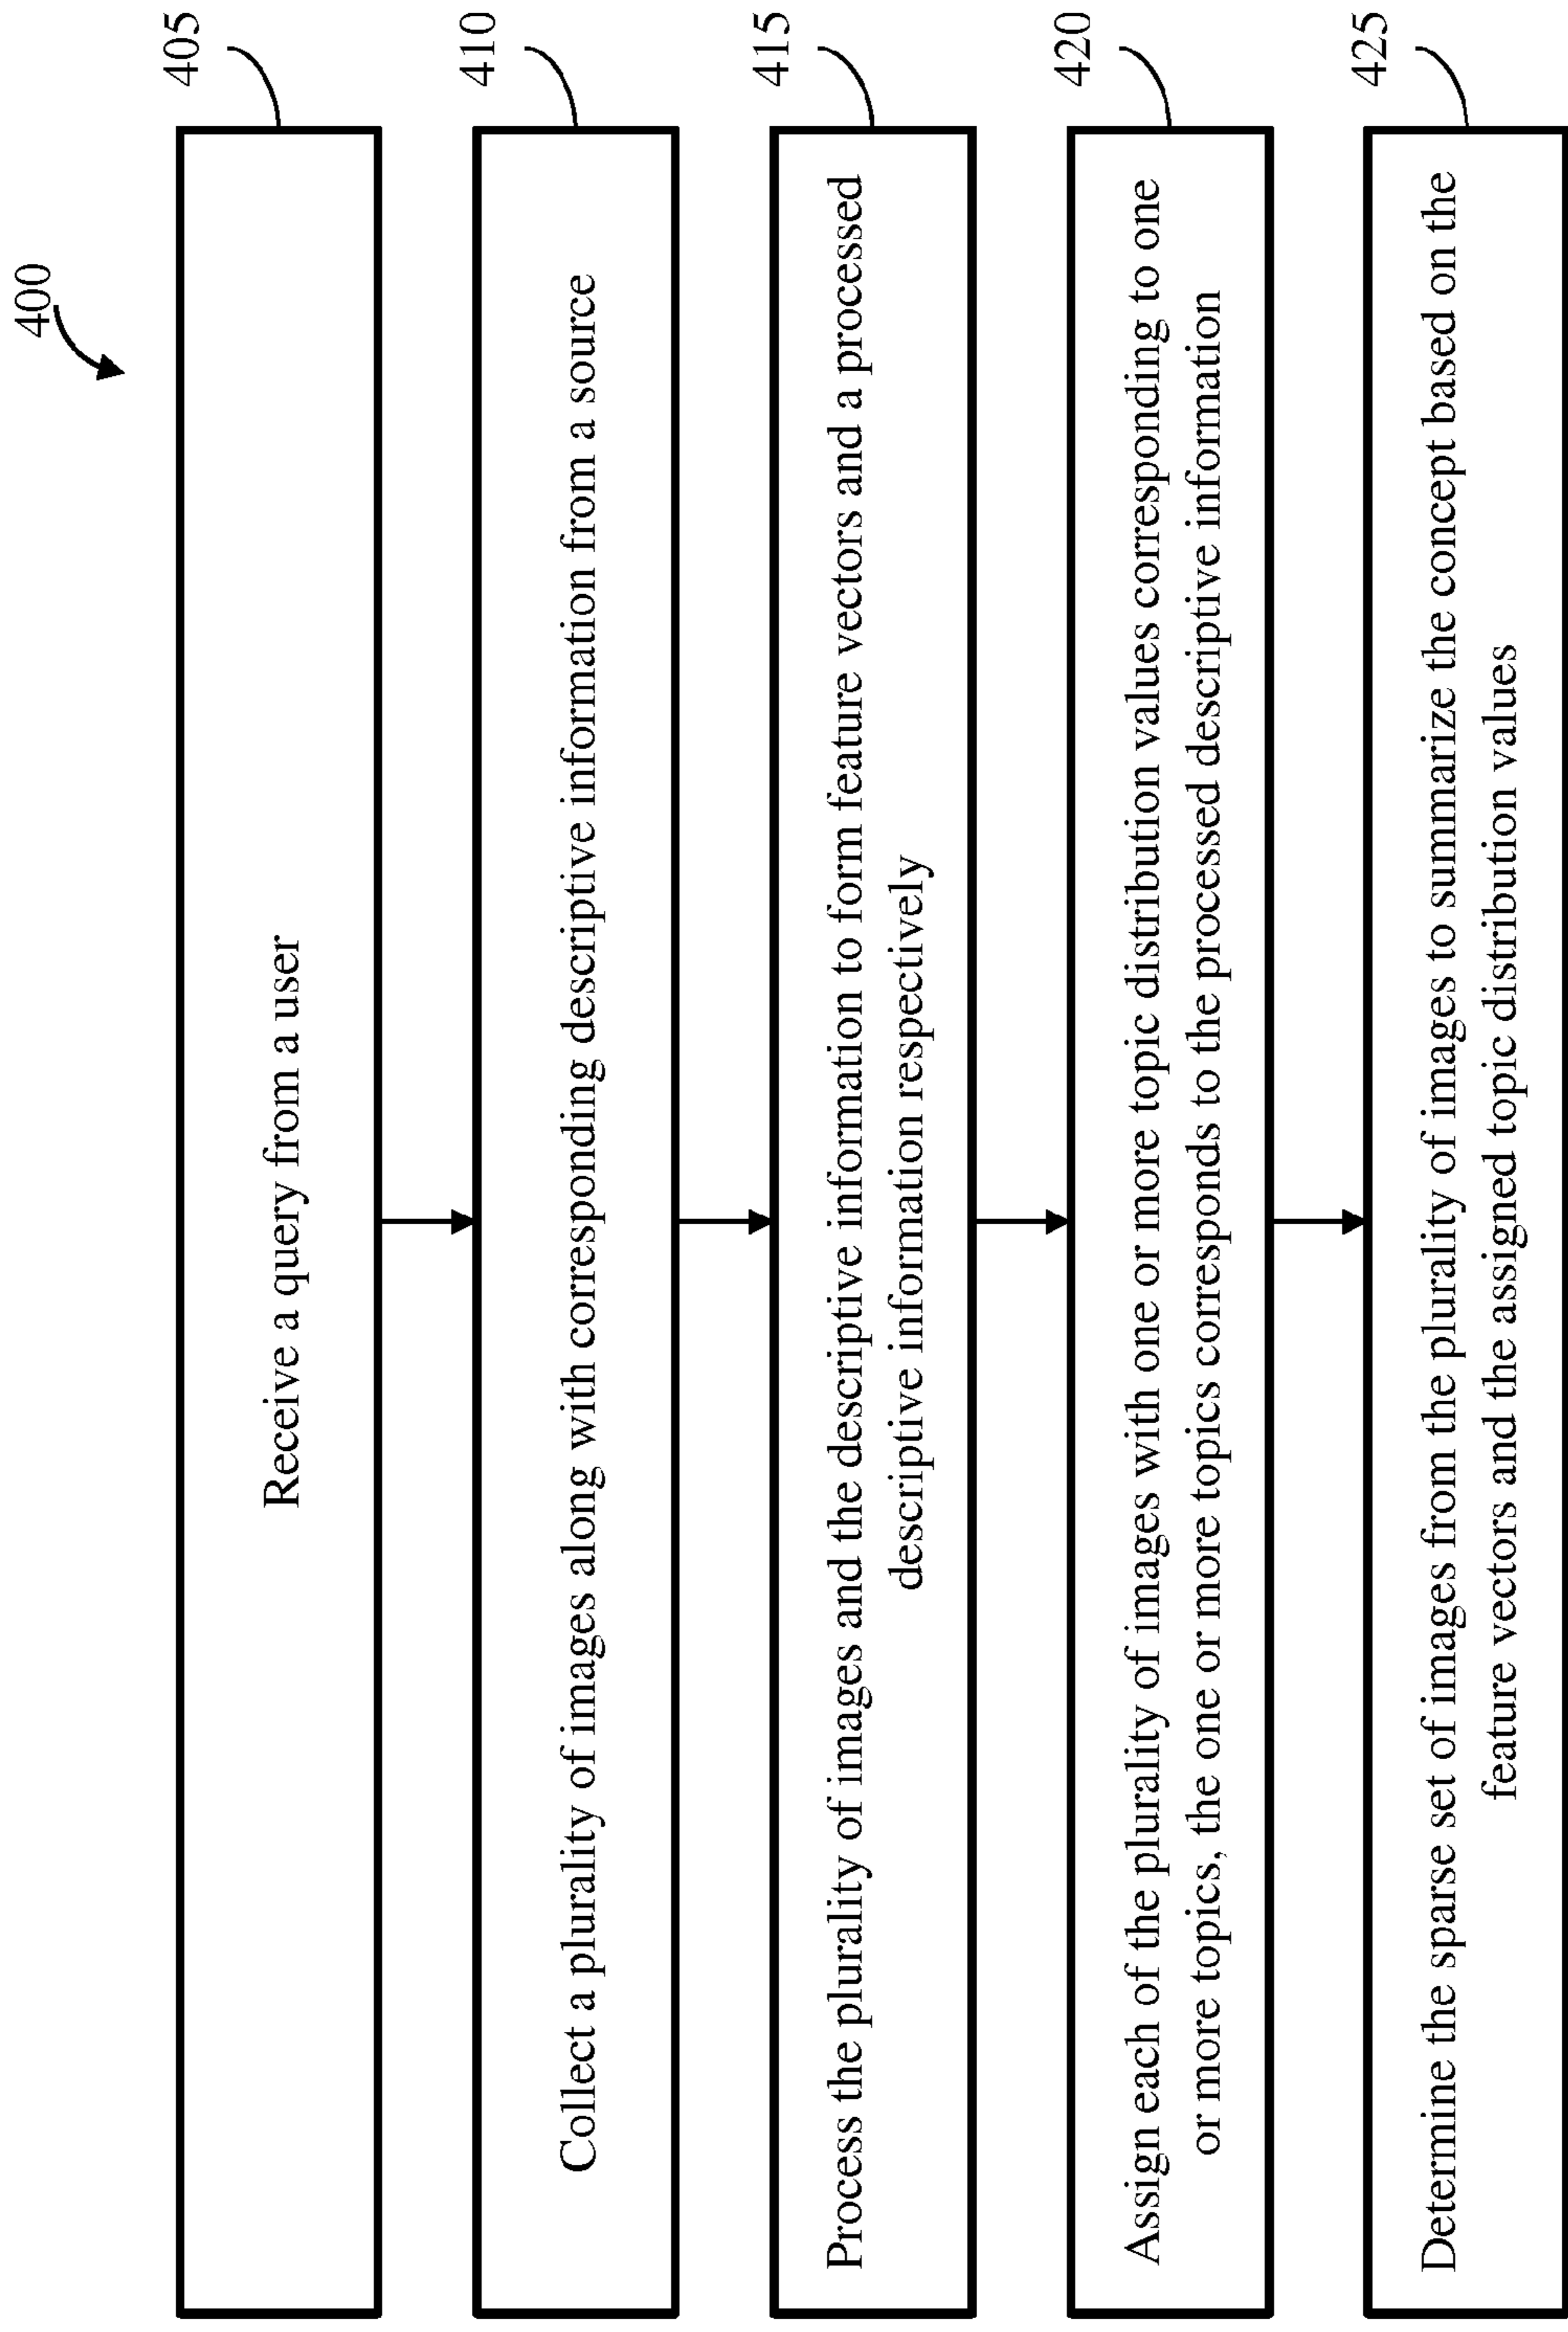 400
405
Receive a query from a user
410
Collect a plurality of images along with corresponding descriptive information from a source
415
Process the plurality of images and the descriptive information to form feature vectors and a processed
descriptive information respectively
420
Assign each of the plurality of images with one or more topic distribution values corresponding to one
or more topics, the one or more topics corresponds to the processed descriptive information
425
Determine the sparse set of images from the plurality of images to summarize the concept based on the
feature vectors and the assigned topic distribution values